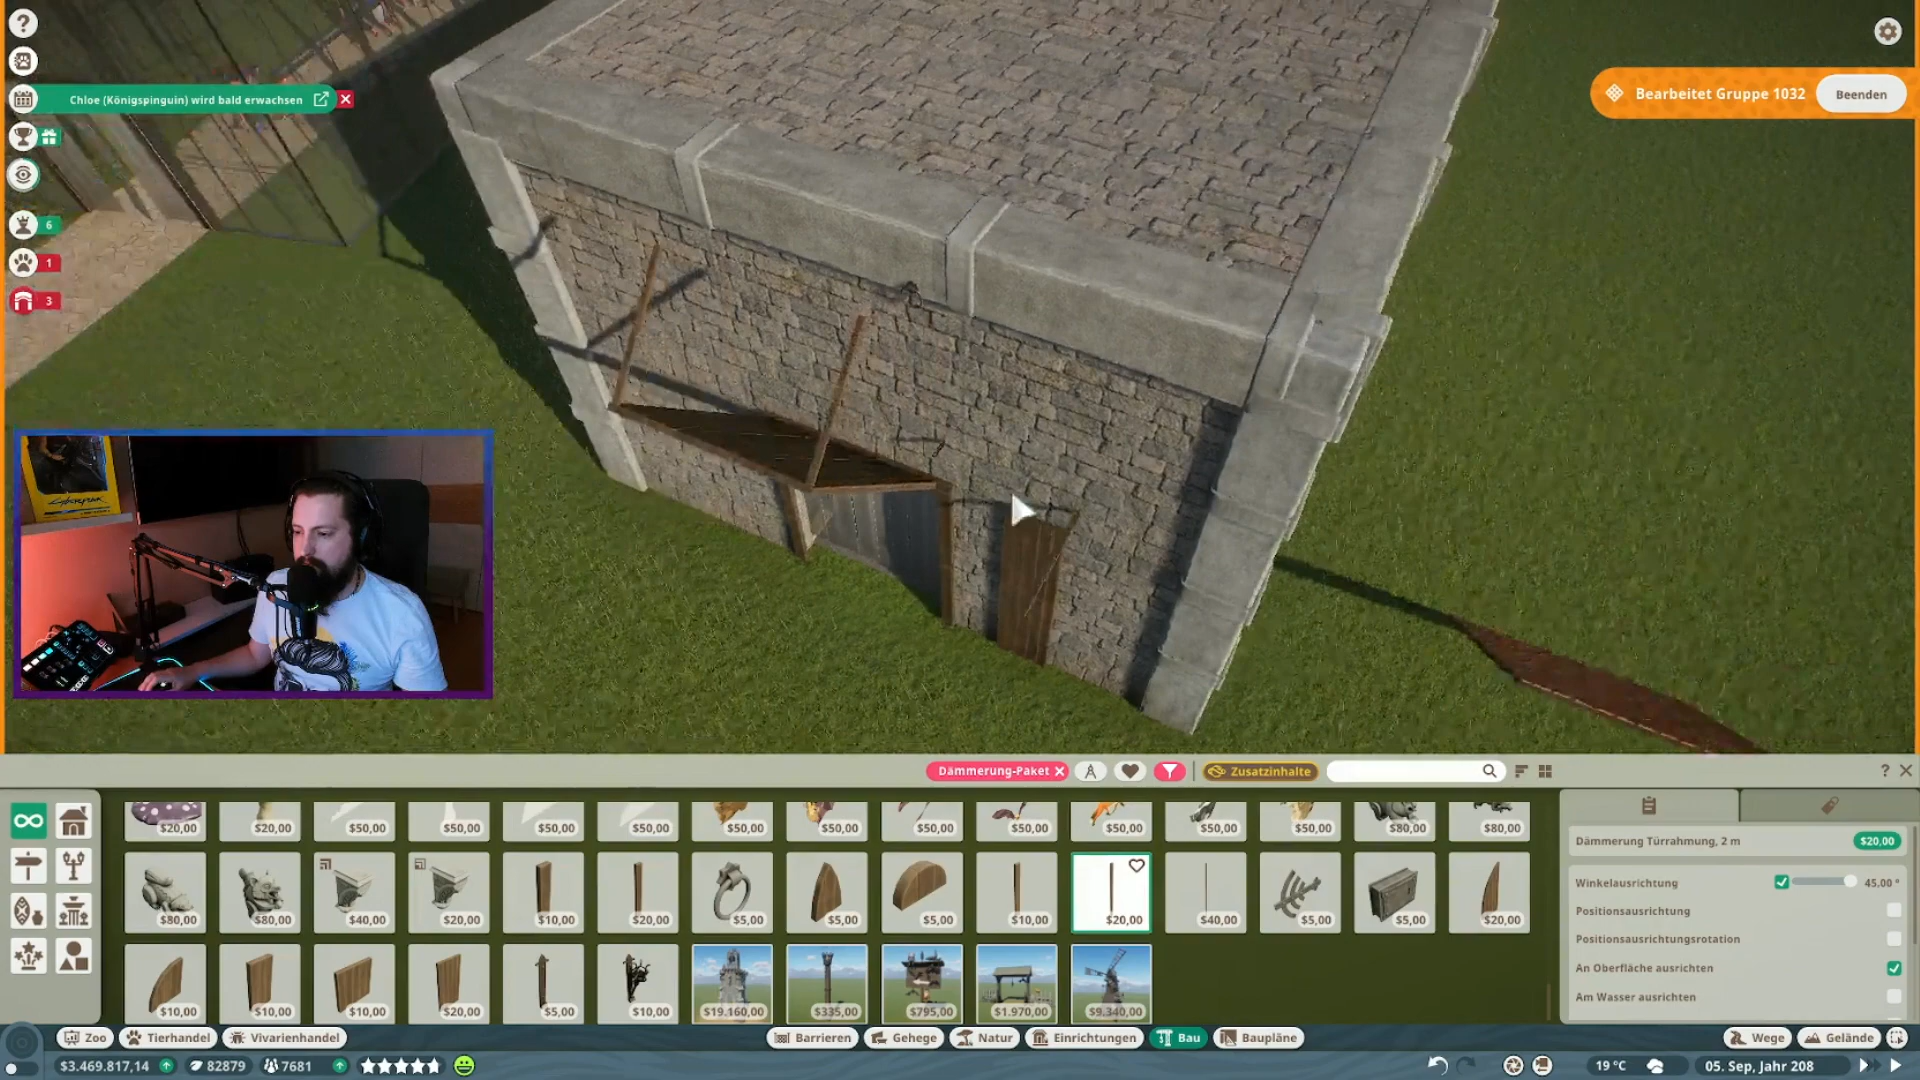 Chloe (Königspinguin) wird bald erwachsen
Bearbeitet Gruppe 1032
Beenden
6
1
3
Dämmerung-Paket
Zusatzinhalte
$20,00 $20,00 $50,00 $50,00 $50,00 $50,00 $50,00 $50,00 $50,00 $50,00 $50,00 $50,00 $50,00 $80,00 $80,00
$80,00 $80,00 $40,00 $20,00 $10,00 $20,00 $5,00 $5,00 $5,00 $10,00 $20,00 $40,00 $5,00 $5,00 $20,00
$10,00 $10,00 $10,00 $20,00 $5,00 $10,00 $19.160,00 $335,00 $795,00 $1.970,00 $9.340,00
Dämmerung Türrahmung, 2 m $20,00
Winkelausrichtung 45,00 °
Positionsausrichtung
Positionsausrichtungsrotation
An Oberfläche ausrichten
Am Wasser ausrichten
Zoo Tierhandel Vivarienhandel Barrieren Gehege Natur Einrichtungen Bau Baupläne Wege Gelände
$3.469.817,14 82879 7681 19 °C 05. Sep, Jahr 208